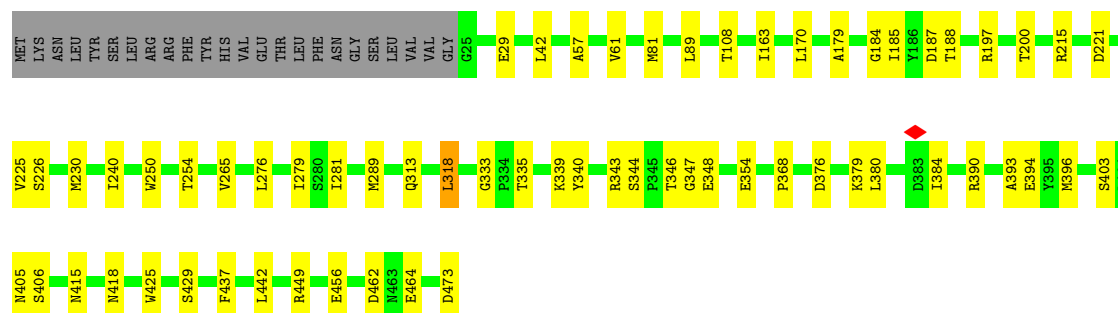 MET LYS ASN LEU TYR SER LEU LEU ARG ARG PHE TYR HIS VAL GLU THR LEU PHE ASN GLY SER LEU VAL VAL GLY G25 E29 L42 A57 V61 M81 L89 T108 I163 L170 A179 G184 I185 Y186 D187 T188 R197 T200 R215 D221
V225 S226 M230 I240 W250 T254 V265 L276 I279 S280 I281 M289 Q313 L318 G333 P334 T335 K339 Y340 R343 S344 P345 T346 G347 E348 E354 P368 D376 K379 L380 D383 I384 R390 A393 E394 Y395 M396 S403
N405 S406 N415 N418 W425 S429 F437 L442 R449 E456 D462 N463 E464 D473